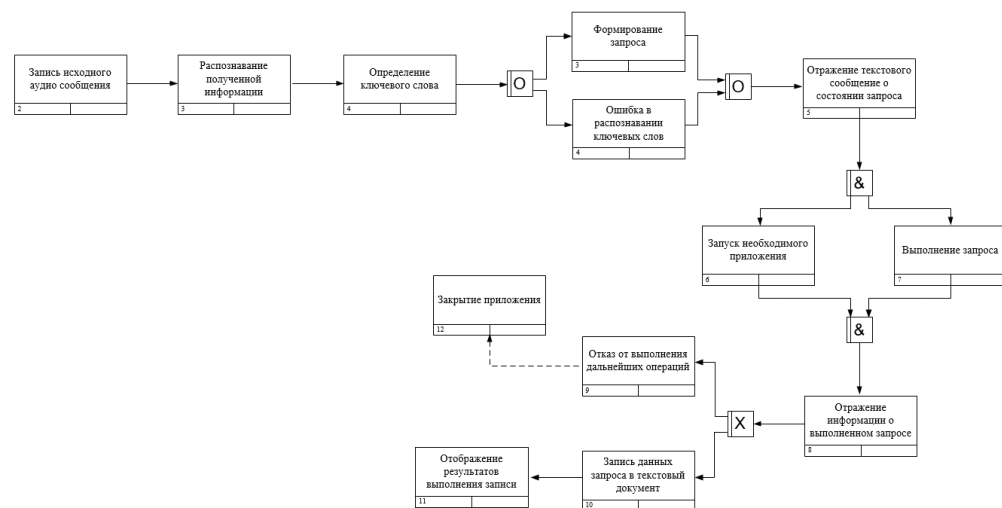 Запись исходного
аудио сообщения
2
Распознавание
полученной
информации
3
Определение
ключевого слова
4
O
Формирование
запроса
3
Ошибка в
распознавании
ключевых слов
4
O
Отражение текстового
сообщение о
состоянии запроса
5
&
Запуск необходимого
приложения
6
Выполнение запроса
7
&
Отражение
информации о
выполненном запросе
8
X
Отказ от выполнения
дальнейших операций
9
Закрытие приложения
12
Запись данных
запроса в текстовый
документ
10
Отображение
результатов
выполнения записи
11